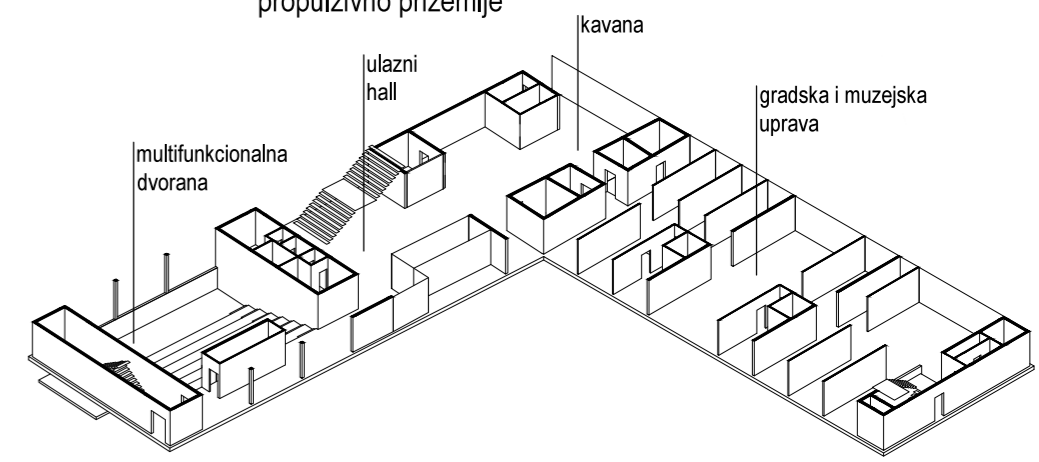 propulzivno prizemlje
kavana
ulazni
hall
gradska i muzejska
uprava
multifunkcionalna
dvorana